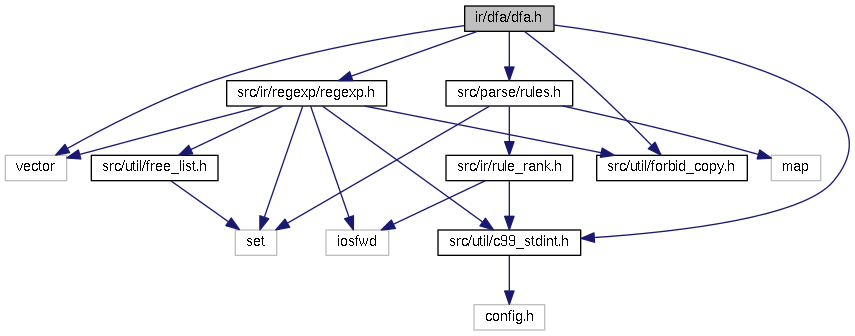 ir/dfa/dfa.h
src/ir/regexp/regexp.h
src/parse/rules.h
vector
src/util/free_list.h
src/ir/rule_rank.h
src/util/forbid_copy.h
map
set
iosfwd
src/util/c99_stdint.h
config.h